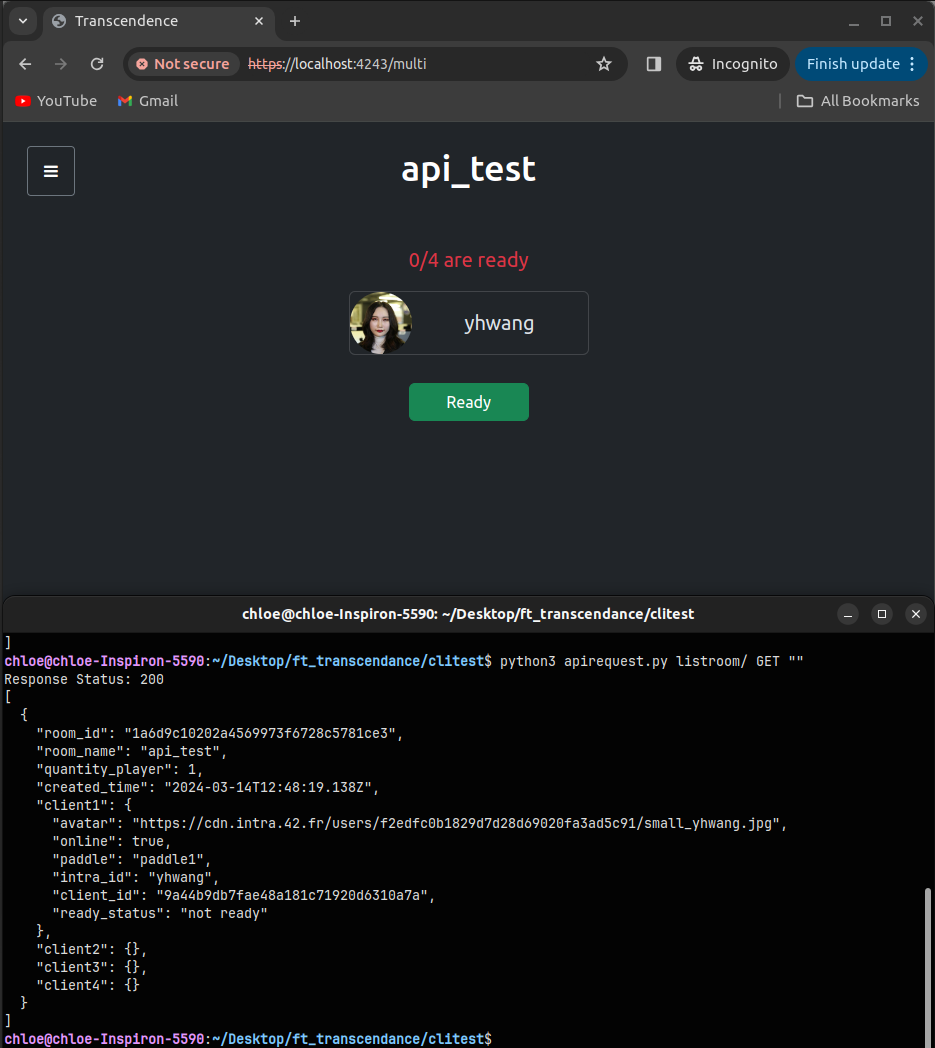 Transcendence
Not secure https://localhost:4243/multi Incognito Finish update
YouTube Gmail All Bookmarks
api_test
0/4 are ready
yhwang
Ready
chloe@chloe-Inspiron-5590: ~/Desktop/ft_transcendance/clitest
]
chloe@chloe-Inspiron-5590:~/Desktop/ft_transcendance/clitest$ python3 apirequest.py listroom/ GET ""
Response Status: 200
[
  {
    "room_id": "1a6d9c10202a4569973f6728c5781ce3",
    "room_name": "api_test",
    "quantity_player": 1,
    "created_time": "2024-03-14T12:48:19.138Z",
    "client1": {
      "avatar": "https://cdn.intra.42.fr/users/f2edfc0b1829d7d28d69020fa3ad5c91/small_yhwang.jpg",
      "online": true,
      "paddle": "paddle1",
      "intra_id": "yhwang",
      "client_id": "9a44b9db7fae48a181c71920d6310a7a",
      "ready_status": "not ready"
    },
    "client2": {},
    "client3": {},
    "client4": {}
  }
]
chloe@chloe-Inspiron-5590:~/Desktop/ft_transcendance/clitest$